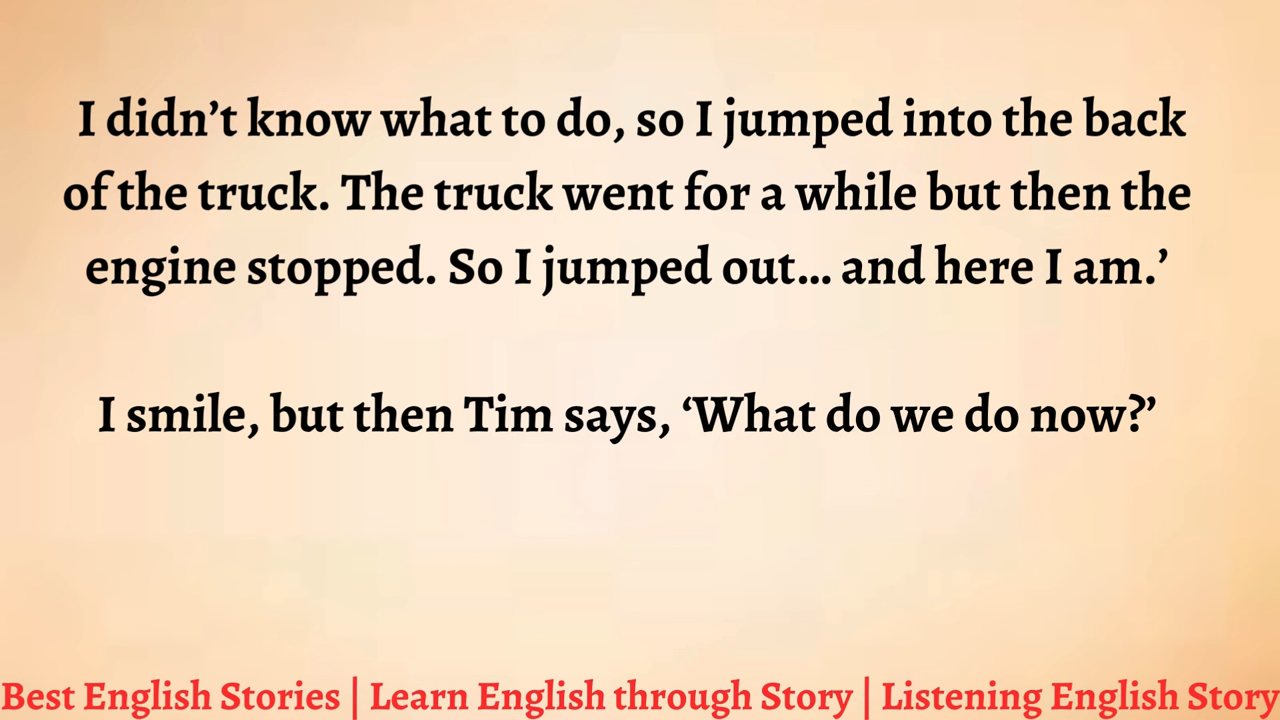 I didn’t know what to do, so I jumped into the back
of the truck. The truck went for a while but then the
engine stopped. So I jumped out... and here I am.’
I smile, but then Tim says, ‘What do we do now?’
Best English Stories | Learn English through Story | Listening English Story